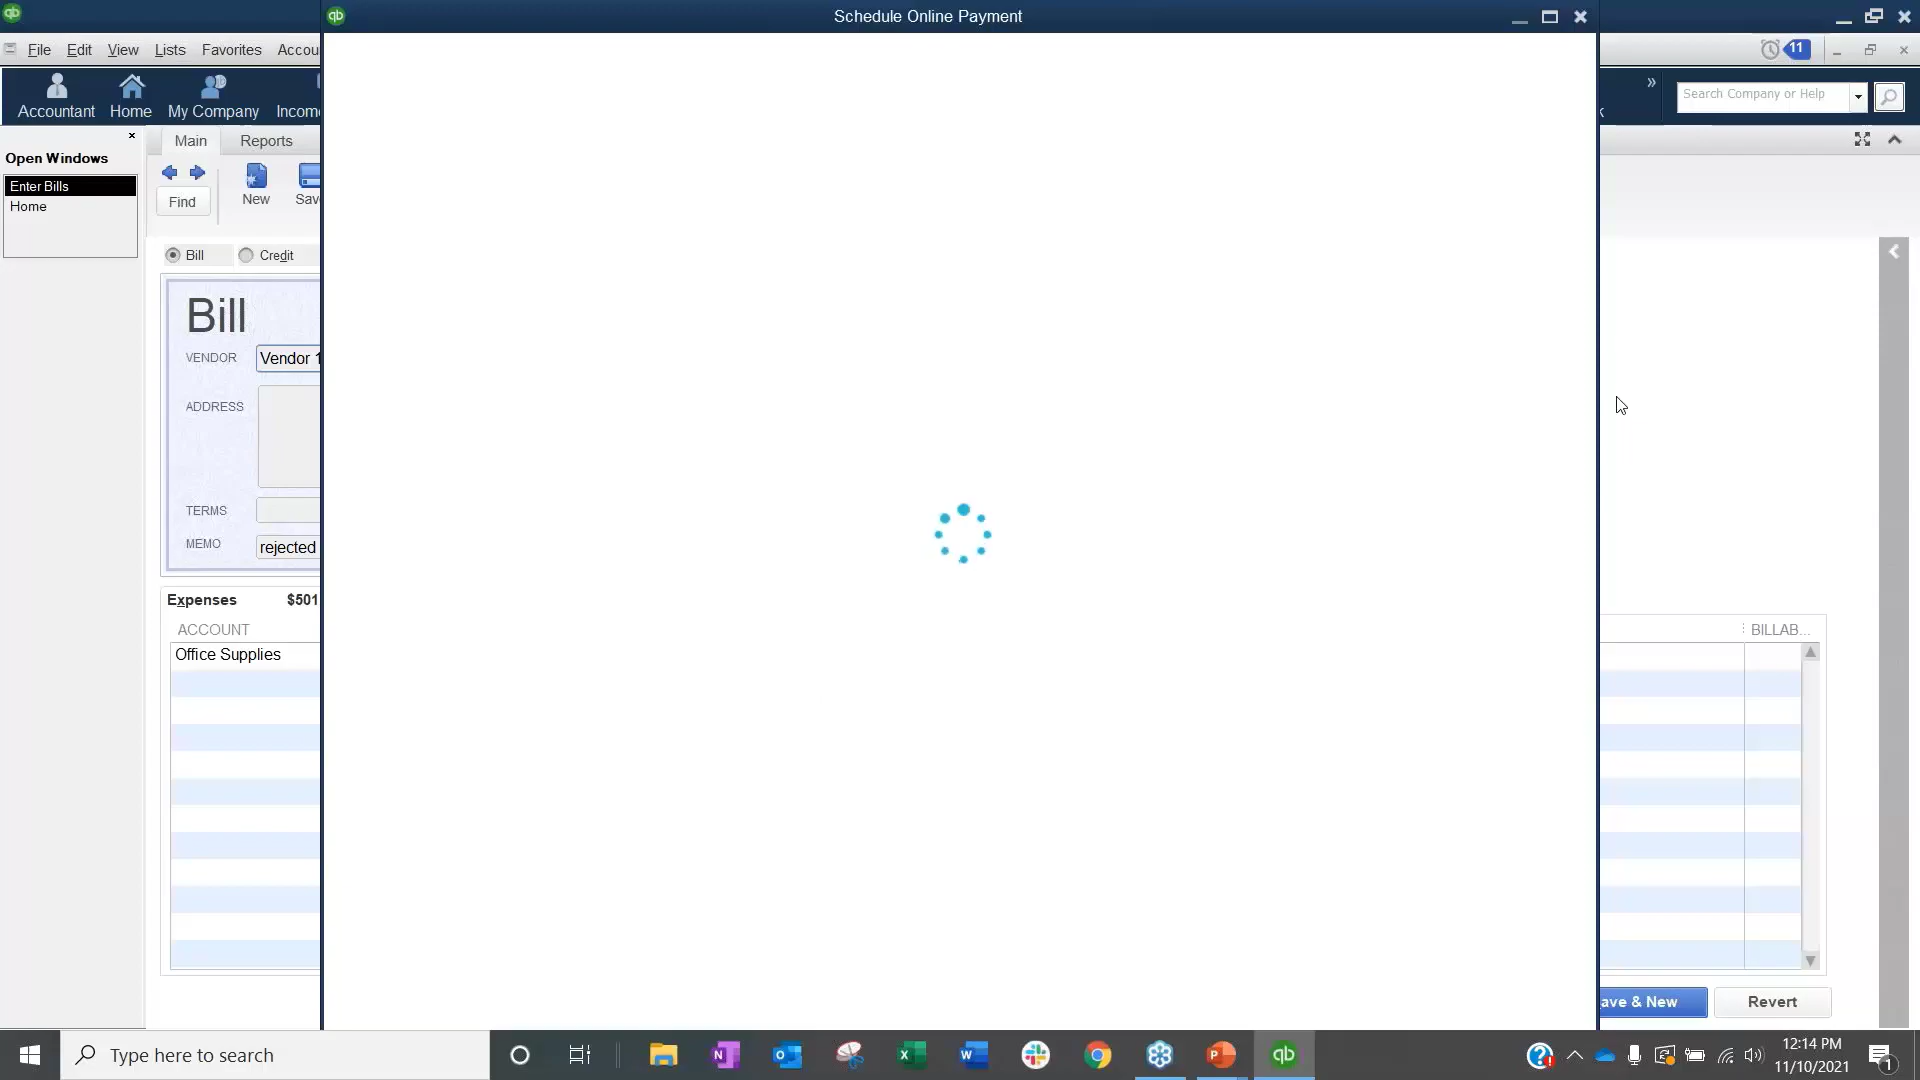 qb
qb
Schedule Online Payment
File Edit View Lists Favorites Accou
11
Accountant Home My Company Incom
Search Company or Help
Open Windows
Enter Bills
Home
Main Reports
Find New Sav
Bill Credit
Bill
VENDOR Vendor 1
ADDRESS
TERMS
MEMO rejected
Expenses $501
ACCOUNT BILLAB...
Office Supplies
ave & New Revert
Type here to search
12:14 PM
11/10/2021
1